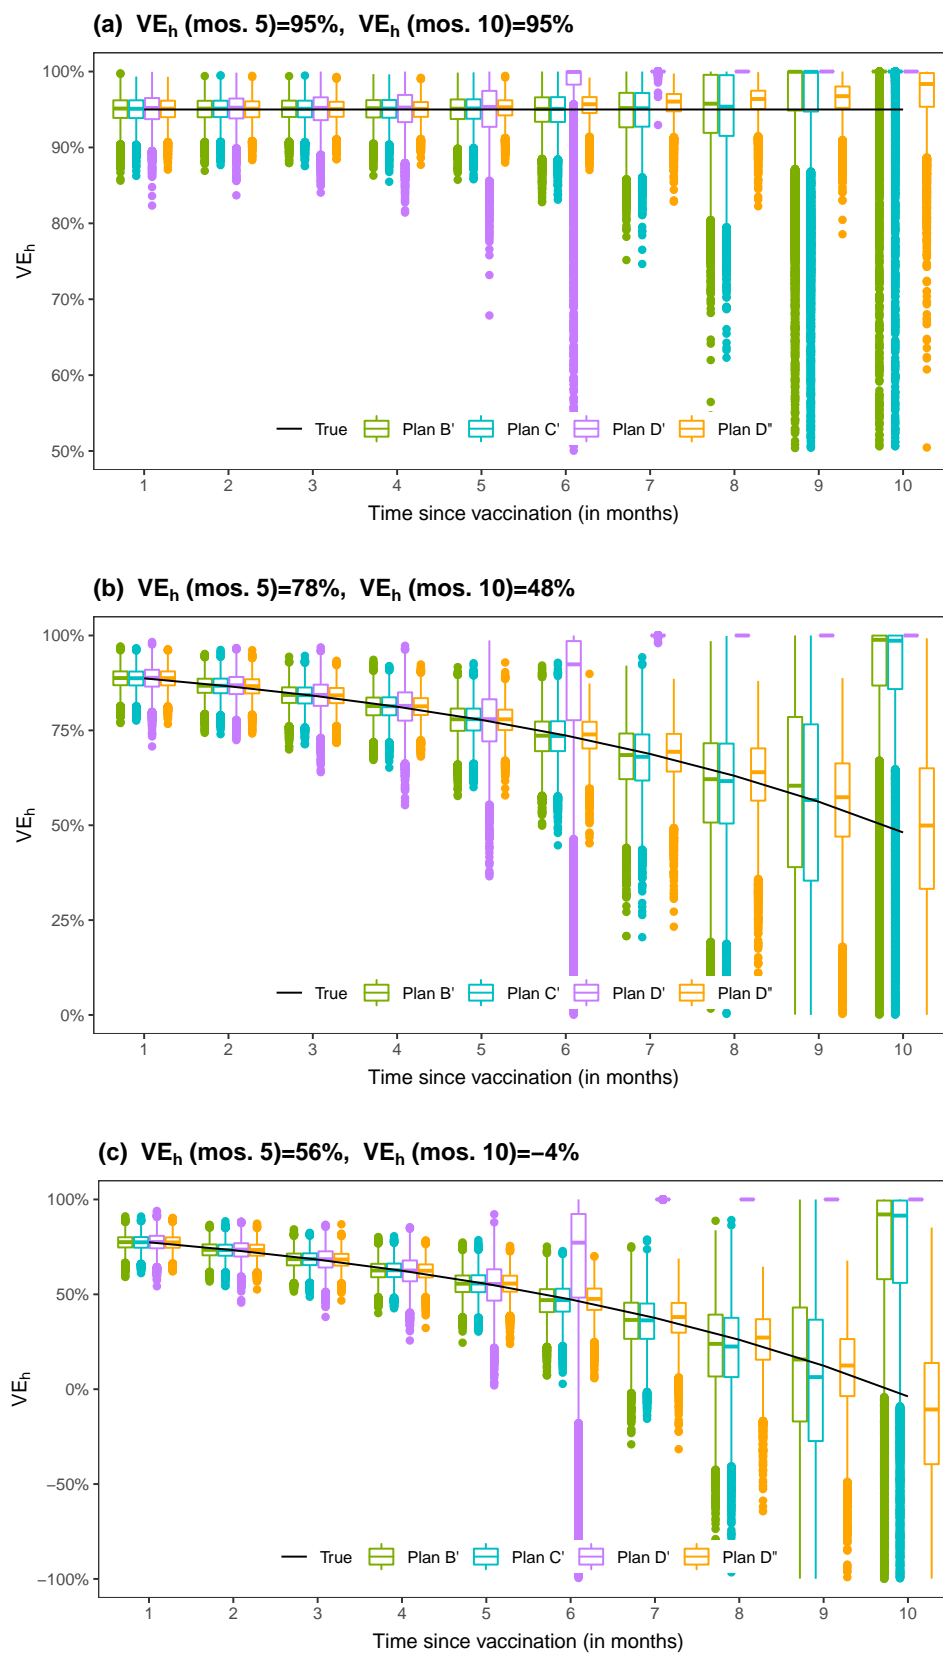 (a) VEh (mos. 5)=95%, VEh (mos. 10)=95%
100%
90%
80%
70%
60%
50%
VEh
True Plan B' Plan C' Plan D' Plan D"
1 2 3 4 5 6 7 8 9 10
Time since vaccination (in months)
(b) VEh (mos. 5)=78%, VEh (mos. 10)=48%
100%
75%
50%
25%
0%
VEh
True Plan B' Plan C' Plan D' Plan D"
1 2 3 4 5 6 7 8 9 10
Time since vaccination (in months)
(c) VEh (mos. 5)=56%, VEh (mos. 10)=−4%
100%
50%
0%
−50%
−100%
VEh
True Plan B' Plan C' Plan D' Plan D"
1 2 3 4 5 6 7 8 9 10
Time since vaccination (in months)